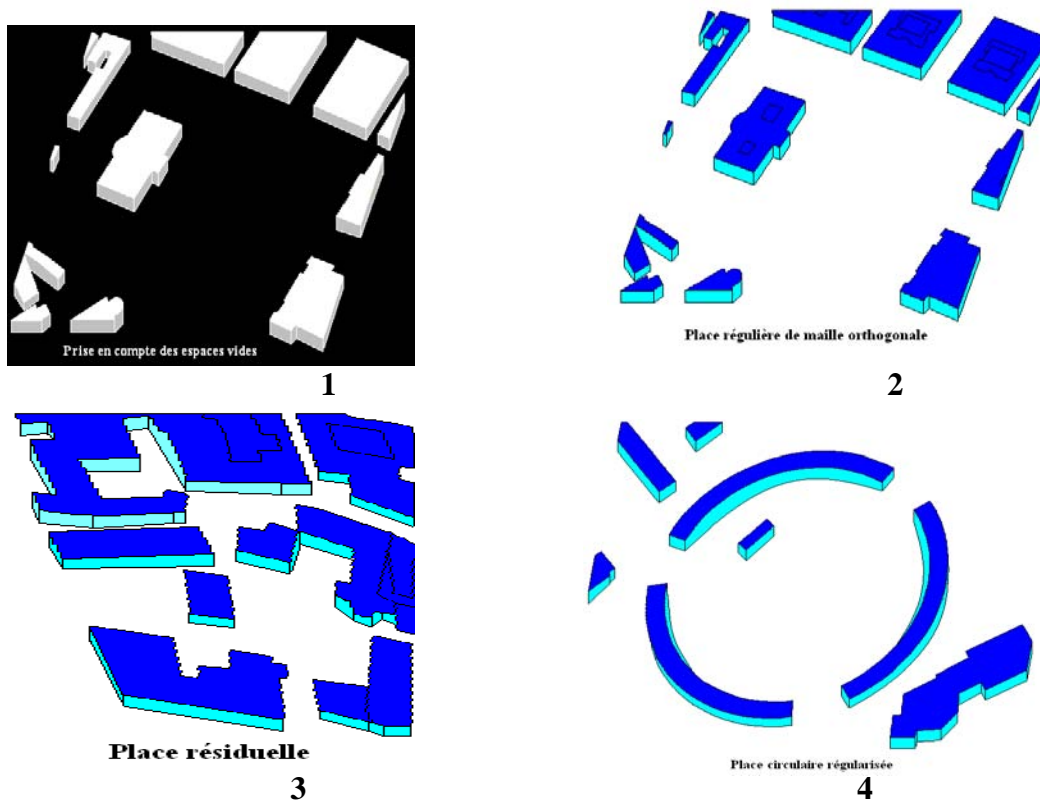 Prise en compte des espaces vides
1
Place régulière de maille orthogonale
2
Place résiduelle
3
Place circulaire régularisée
4